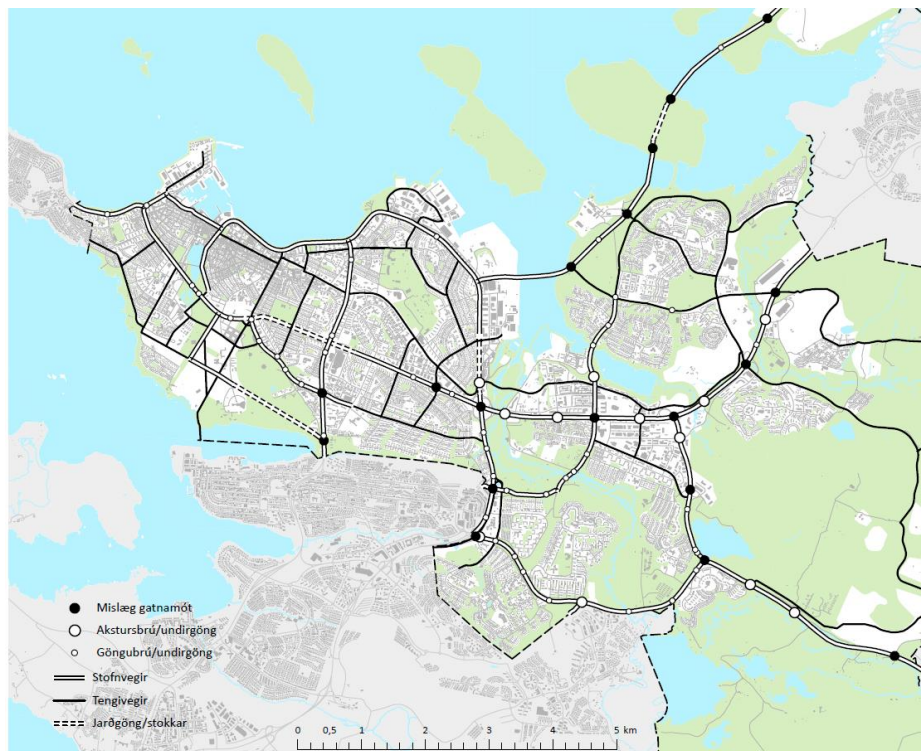 Mislæg gatnamót
Akstursbrú/undirgöng
Göngubrú/undirgöng
Stofnvegir
Tengivegir
Jarðgöng/stokkar
0 0,5 1 2 3 4 5 km